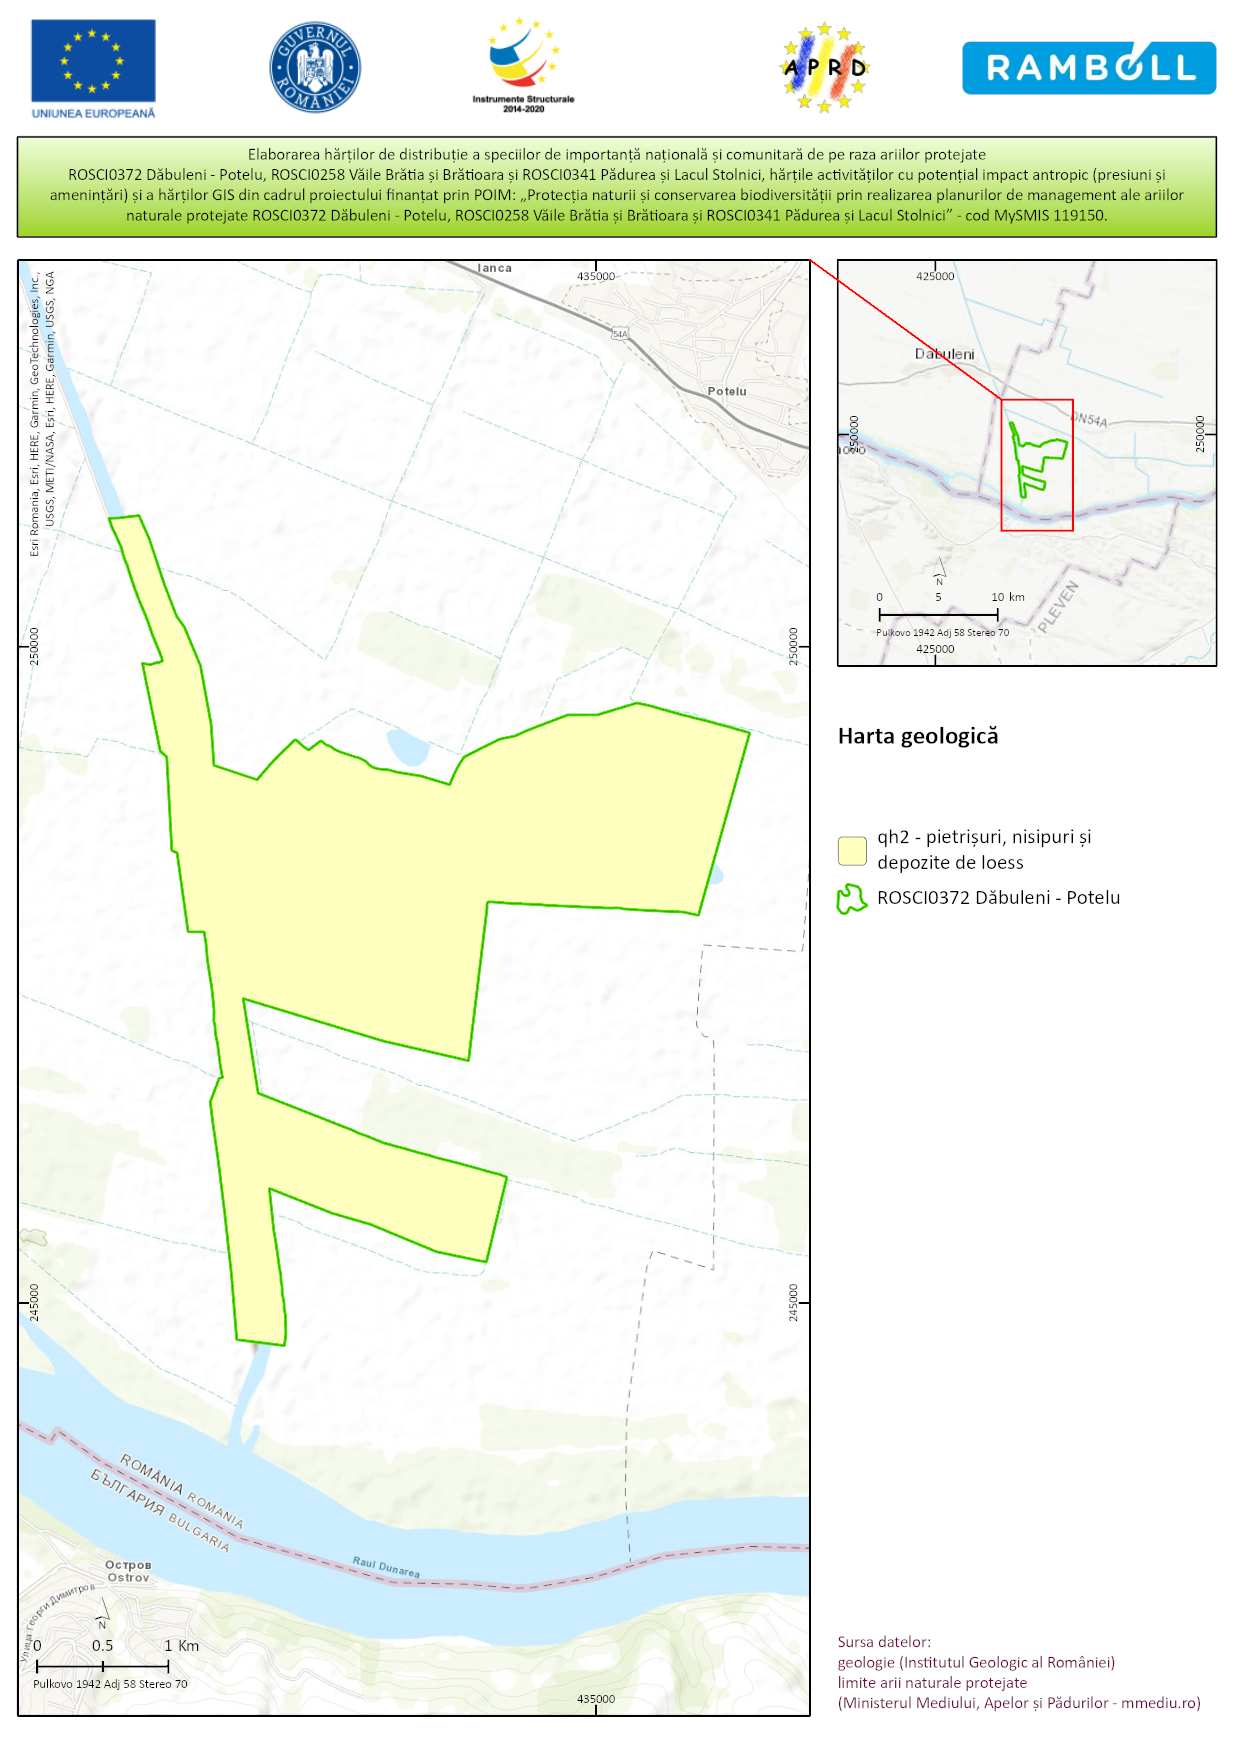 UNIUNEA EUROPEANĂ
GUVERNUL ROMÂNIEI
Instrumente Structurale
2014-2020
APRD
RAMBOLL
Elaborarea hărților de distribuție a speciilor de importanță națională și comunitară de pe raza ariilor protejate
ROSCI0372 Dăbuleni - Potelu, ROSCI0258 Văile Brătia și Brătioara și ROSCI0341 Pădurea și Lacul Stolnici, hărțile activităților cu potențial impact antropic (presiuni și
amenințări) și a hărților GIS din cadrul proiectului finanțat prin POIM: „Protecția naturii si conservarea biodiversității prin realizarea planurilor de management ale ariilor
naturale protejate ROSCI0372 Dăbuleni - Potelu, ROSCI0258 Văile Brătia și Brătioara și ROSCI0341 Pădurea și Lacul Stolnici” - cod MySMIS 119150.
Esri Romania, Esri, HERE, Garmin, GeoTechnologies, Inc.,
USGS, METI/NASA, Esri, HERE, Garmin, USGS, NGA
Ianca
435000
54A
Potelu
250000
250000
245000
245000
ROMÂNIA ROMANIA
БЪЛГАРИЯ BULGARIA
Raul Dunarea
Остров
Ostrov
Улица Георги Димитров
N
0 0.5 1 Km
Pulkovo 1942 Adj 58 Stereo 70
435000
425000
Dabuleni
DN54A
250000
250000
N
0 5 10 km
PLEVEN
Pulkovo 1942 Adj 58 Stereo 70
425000
Harta geologică
qh2 - pietrișuri, nisipuri și
depozite de loess
ROSCI0372 Dăbuleni - Potelu
Sursa datelor:
geologie (Institutul Geologic al României)
limite arii naturale protejate
(Ministerul Mediului, Apelor și Pădurilor - mmediu.ro)